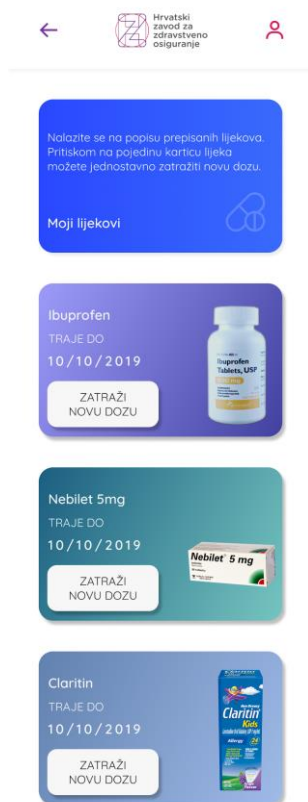 Hrvatski
zavod za
zdravstveno
osiguranje
Nalazite se na popisu prepisanih lijekova.
Pritiskom na pojedinu karticu lijeka
možete jednostavno zatražiti novu dozu.
Moji lijekovi
Ibuprofen
TRAJE DO
10/10/2019
ZATRAŽI
NOVU DOZU
Ibuprofen
Tablets, USP
Nebilet 5mg
TRAJE DO
10/10/2019
ZATRAŽI
NOVU DOZU
Nebilet® 5 mg
Claritin
TRAJE DO
10/10/2019
ZATRAŽI
NOVU DOZU
Claritin
Kids
Allergy
24